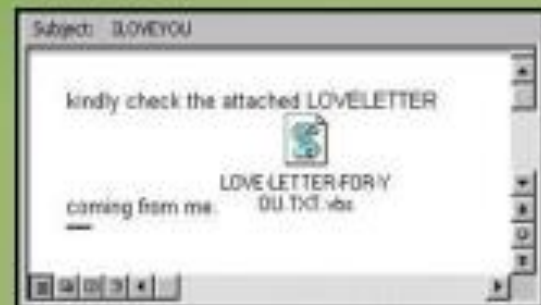 Subject: ILOVEYOU
kindly check the attached LOVELETTER
LOVE-LETTER-FOR-Y
OU.TXT.vbs
coming from me.